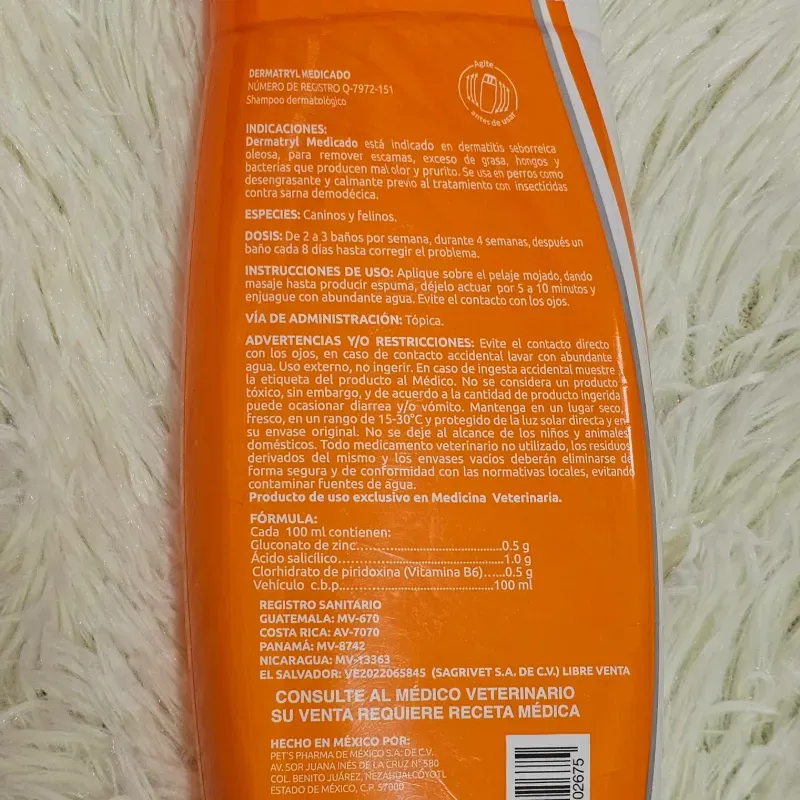 DERMATRYL MEDICADO
NÚMERO DE REGISTRO Q-7972-151
Shampoo dermatológico
Agite
antes de usar
INDICACIONES:
Dermatryl Medicado está indicado en dermatitis seborreica
oleosa, para remover escamas, exceso de grasa, hongos y
bacterias que producen mal olor y prurito. Se usa en perros como
desengrasante y calmante previo al tratamiento con insecticidas
contra sarna demodécica.
ESPECIES: Caninos y felinos.
DOSIS: De 2 a 3 baños por semana, durante 4 semanas, después un
baño cada 8 días hasta corregir el problema.
INSTRUCCIONES DE USO: Aplique sobre el pelaje mojado, dando
masaje hasta producir espuma, déjelo actuar por 5 a 10 minutos y
enjuague con abundante agua. Evite el contacto con los ojos.
VÍA DE ADMINISTRACIÓN: Tópica.
ADVERTENCIAS Y/O RESTRICCIONES: Evite el contacto directo
con los ojos, en caso de contacto accidental lavar con abundante
agua. Uso externo, no ingerir. En caso de ingesta accidental muestre
la etiqueta del producto al Médico. No se considera un producto
tóxico, sin embargo, y de acuerdo a la cantidad de producto ingerida
puede ocasionar diarrea y/o vómito. Mantenga en un lugar seco,
fresco, en un rango de 15-30°C y protegido de la luz solar directa y en
su envase original. No se deje al alcance de los niños y animales
domésticos. Todo medicamento veterinario no utilizado, los residuos
derivados del mismo y los envases vacíos deberán eliminarse de
forma segura y de conformidad con las normativas locales, evitando
contaminar fuentes de agua.
Producto de uso exclusivo en Medicina Veterinaria.
FÓRMULA:
Cada 100 ml contienen:
Gluconato de zinc..............................0.5 g
Ácido salicílico...................................1.0 g
Clorhidrato de piridoxina (Vitamina B6).....0.5 g
Vehículo c.b.p.................................100 ml
REGISTRO SANITARIO
GUATEMALA: MV-670
COSTA RICA: AV-7070
PANAMÁ: MV-8742
NICARAGUA: MV-13363
EL SALVADOR: VE2022065845 (SAGRIVET S.A. DE C.V.) LIBRE VENTA
CONSULTE AL MÉDICO VETERINARIO
SU VENTA REQUIERE RECETA MÉDICA
HECHO EN MÉXICO POR:
PET'S PHARMA DE MÉXICO S.A. DE C.V.
AV. SOR JUANA INÉS DE LA CRUZ N° 580
COL. BENITO JUÁREZ, NEZAHUALCÓYOTL
ESTADO DE MÉXICO, C.P. 57000
02675